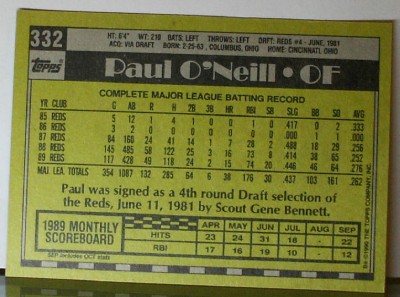 332
HT: 6'4" WT: 210 BATS: LEFT THROWS: LEFT DRFT: REDS #4-JUNE, 1981
ACQ: VIA DRAFT BORN: 2-25-63, COLUMBUS, OHIO HOME: CINCINNATI, OHIO
TOPPS
Paul O'Neill • OF
COMPLETE MAJOR LEAGUE BATTING RECORD
YR CLUB G AB R H 2B 3B HR RBI SB SLG BB SO AVG
85 REDS 5 12 1 4 1 0 0 1 0 .417 0 2 .333
86 REDS 3 2 0 0 0 0 0 0 0 .000 1 1 .000
87 REDS 84 160 24 41 14 1 7 28 2 .488 18 29 .256
88 REDS 145 485 58 122 25 3 16 73 8 .414 38 65 .252
89 REDS 117 428 49 118 24 2 15 74 20 .446 46 64 .276
MAJ. LEA. TOTALS 354 1087 132 285 64 6 38 176 30 .437 103 161 .262
Paul was signed as a 4th round Draft selection of
the Reds, June 11, 1981 by Scout Gene Bennett.
1989 MONTHLY
SCOREBOARD
APR MAY JUN JUL AUG SEP
HITS 23 24 31 18 - 22
RBI 17 16 19 10 - 12
SEP Includes OCT stats